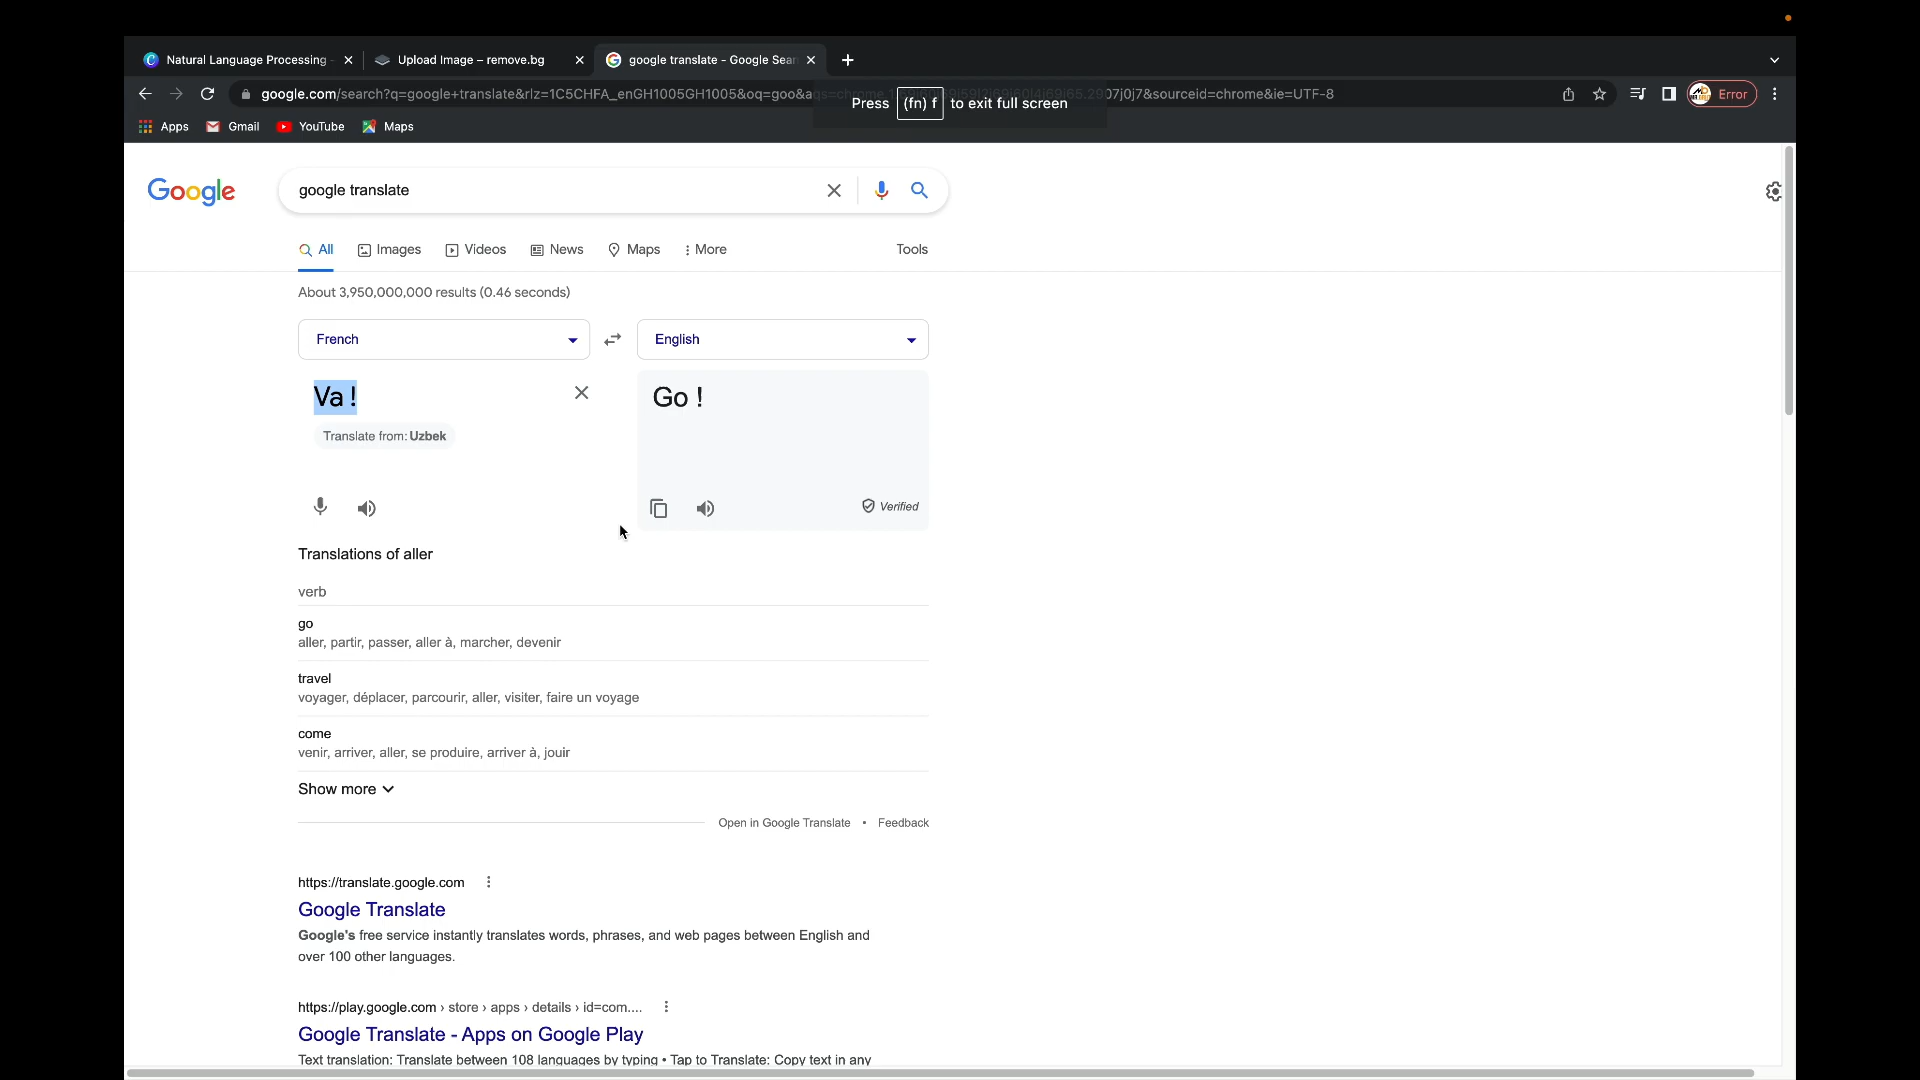 Natural Language Processing
Upload Image – remove.bg
google translate - Google Sear
google.com/search?q=google+translate&rlz=1C5CHFA_enGH1005GH1005&oq=goo&a
07j0j7&sourceid=chrome&ie=UTF-8
Press (fn) f to exit full screen
Error
Apps
Gmail
YouTube
Maps
Google
google translate
All
Images
Videos
News
Maps
More
Tools
About 3,950,000,000 results (0.46 seconds)
French
English
Va !
Go !
Translate from: Uzbek
Verified
Translations of aller
verb
go
aller, partir, passer, aller à, marcher, devenir
travel
voyager, déplacer, parcourir, aller, visiter, faire un voyage
come
venir, arriver, aller, se produire, arriver à, jouir
Show more
Open in Google Translate • Feedback
https://translate.google.com
Google Translate
Google's free service instantly translates words, phrases, and web pages between English and
over 100 other languages.
https://play.google.com › store › apps › details › id=com....
Google Translate - Apps on Google Play
Text translation: Translate between 108 languages by typing • Tap to Translate: Copy text in any